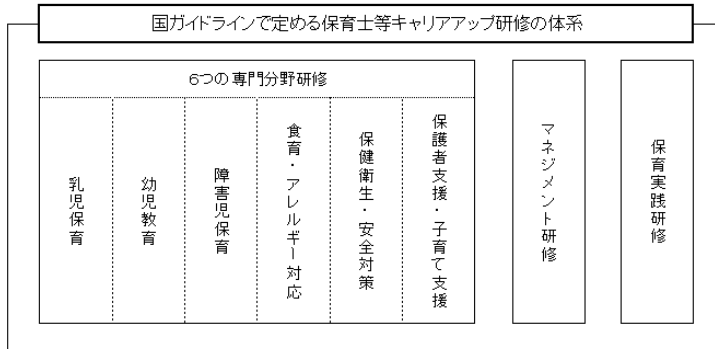 国ガイドラインで定める保育士等キャリアアップ研修の体系
6つの専門分野研修
乳児保育
幼児教育
障害児保育
食育・アレルギー対応
保健衛生・安全対策
保護者支援・子育て支援
マネジメント研修
保育実践研修